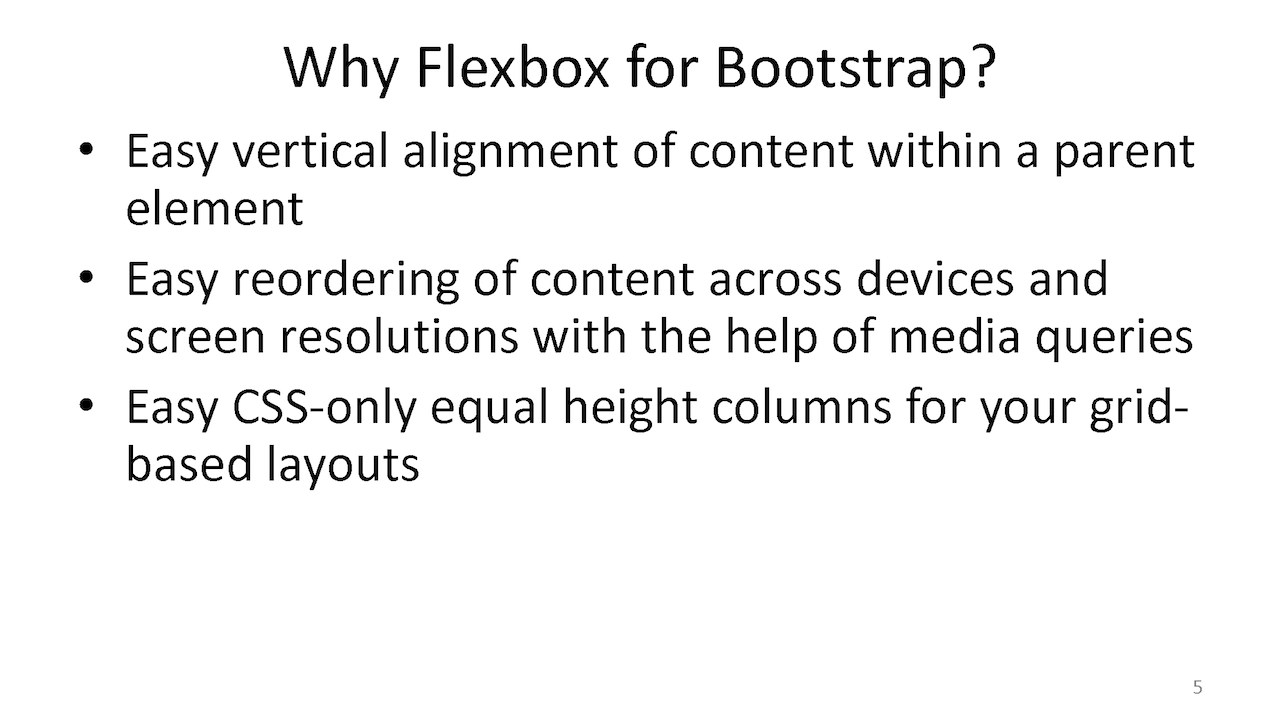 Why Flexbox for Bootstrap?
• Easy vertical alignment of content within a parent
element
• Easy reordering of content across devices and
screen resolutions with the help of media queries
• Easy CSS-only equal height columns for your grid-
based layouts
5